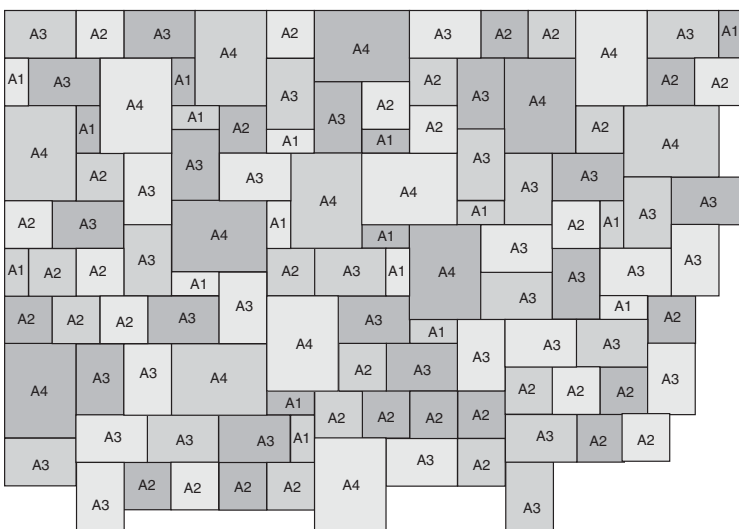 A3 A2 A3 A4 A2 A4 A3 A2 A2 A4 A3 A1
A1 A3 A4 A1 A3 A2 A3 A4 A2 A2
A4 A1 A1 A2 A1 A3 A2 A1 A2 A2 A4
A2 A3 A3 A3 A4 A4 A3 A3 A3
A2 A3 A4 A1 A1 A2 A1 A3 A3
A1 A2 A2 A3 A1 A2 A3 A1 A4 A3 A3 A3 A3
A2 A2 A2 A3 A3 A4 A3 A1 A3 A1 A2
A4 A3 A3 A4 A2 A3 A3 A3 A3 A3
A1 A2 A2 A2 A2 A2 A2 A2
A3 A3 A3 A3 A1 A4 A3 A2 A3 A2 A2
A3 A2 A2 A2 A2 A3